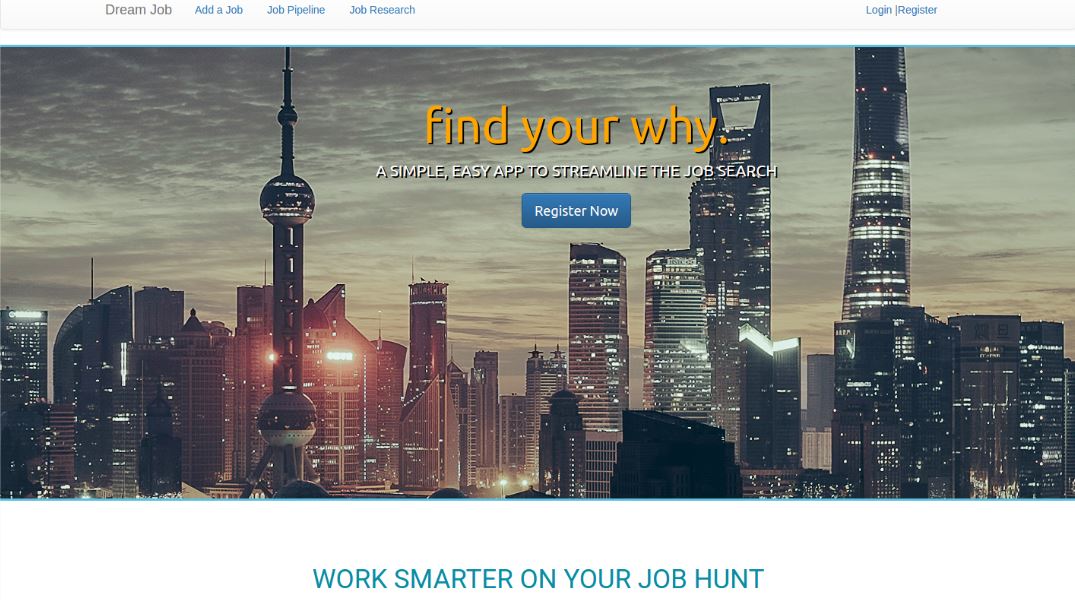 Dream Job Add a Job Job Pipeline Job Research Login |Register
find your why.
A SIMPLE, EASY APP TO STREAMLINE THE JOB SEARCH
Register Now
WORK SMARTER ON YOUR JOB HUNT